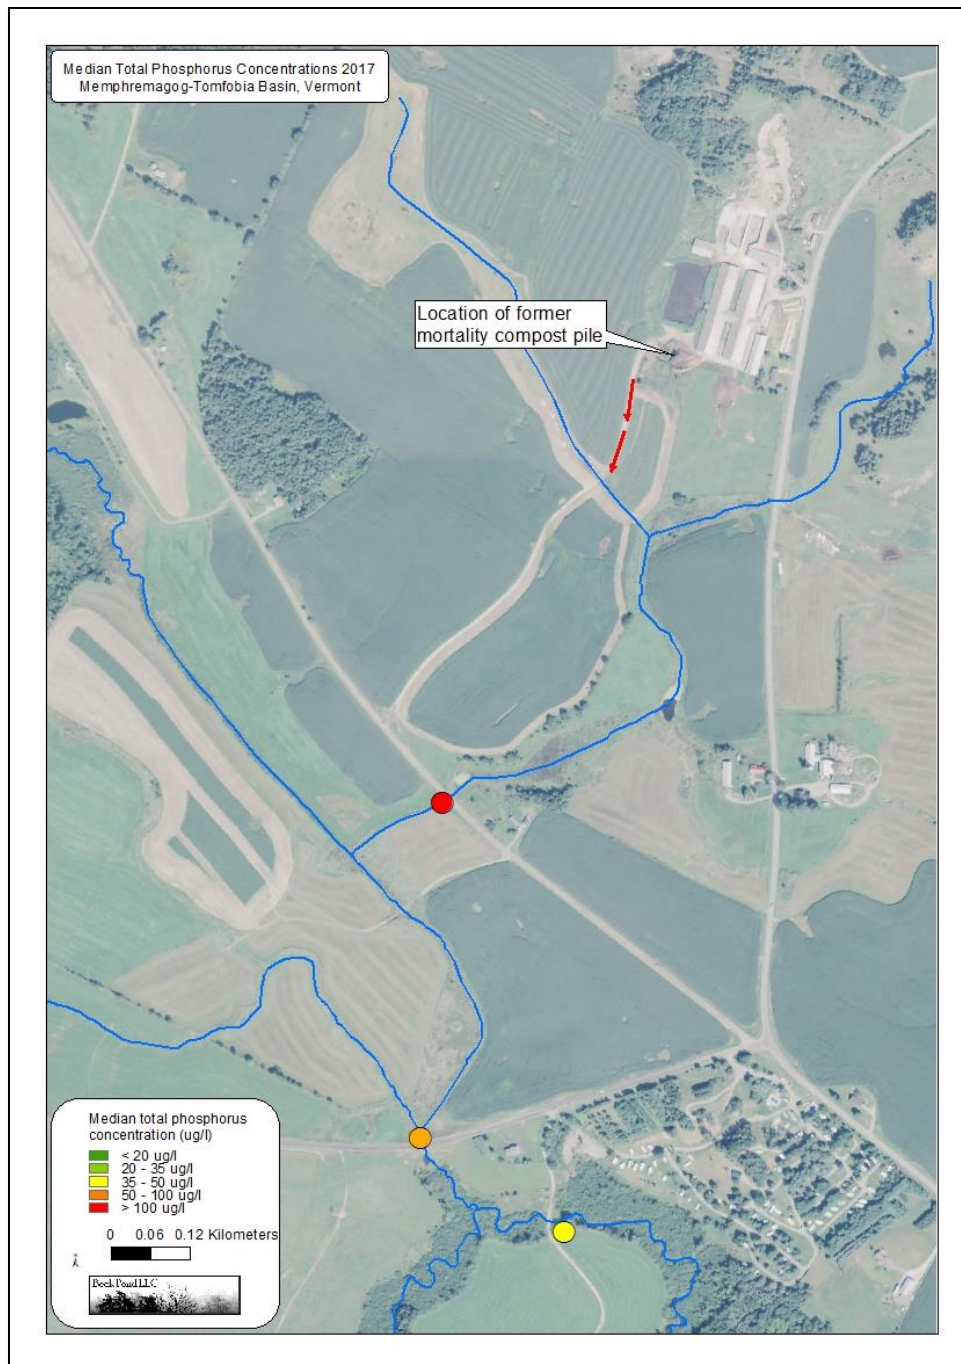 Median Total Phosphorus Concentrations 2017
Memphremagog-Tomfobia Basin, Vermont
Location of former
mortality compost pile
Median total phosphorus
concentration (ug/l)
< 20 ug/l
20 - 35 ug/l
35 - 50 ug/l
50 - 100 ug/l
> 100 ug/l
0 0.06 0.12 Kilometers
Beck Pond LLC